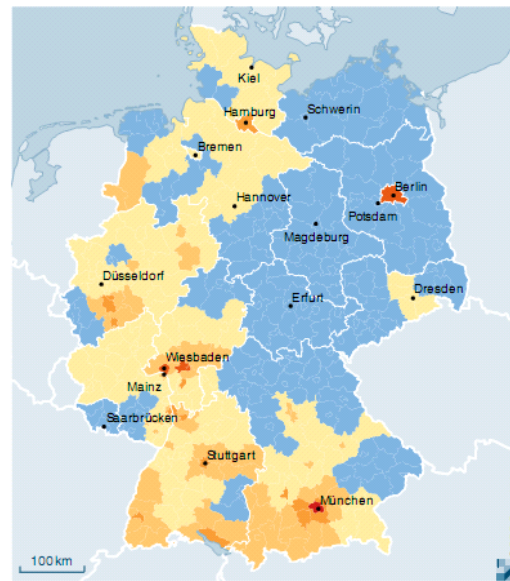 Kiel
Schwerin
Hamburg
Bremen
Berlin
Hannover
Potsdam
Magdeburg
Düsseldorf
Erfurt
Dresden
Wiesbaden
Mainz
Saarbrücken
Stuttgart
München
100 km